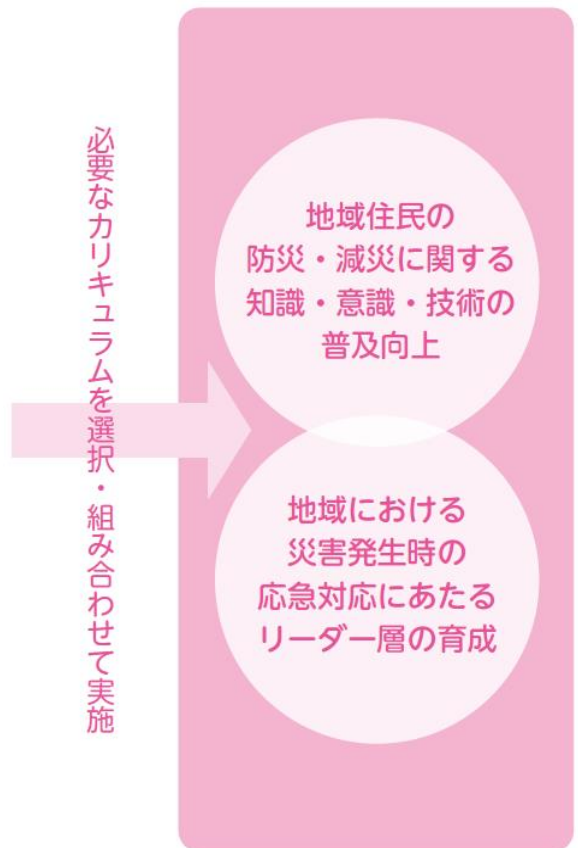 必要なカリキュラムを選択・組み合わせて実施
地域住民の
防災・減災に関する
知識・意識・技術の
普及向上
地域における
災害発生時の
応急対応にあたる
リーダー層の育成